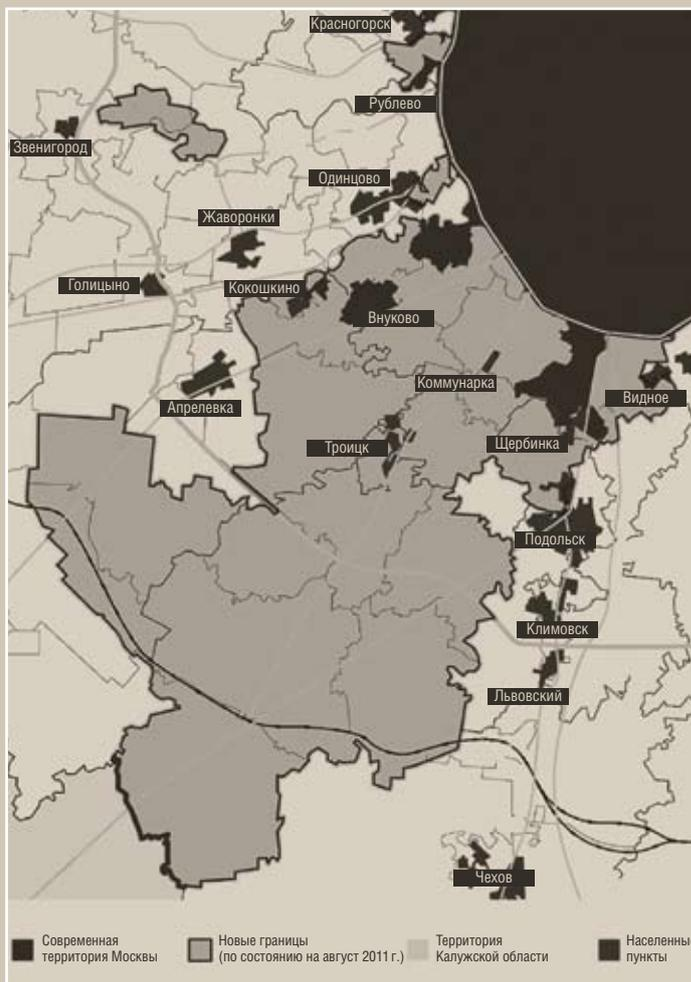 Красногорск
Рублево
Звенигород
Одинцово
Жаворонки
Голицыно
Кокошкино
Внуково
Коммунарка
Видное
Апрелевка
Троицк
Щербинка
Подольск
Климовск
Львовский
Чехов
Современная
территория Москвы
Новые границы
(по состоянию на август 2011 г.)
Территория
Калужской области
Населенны
пункты